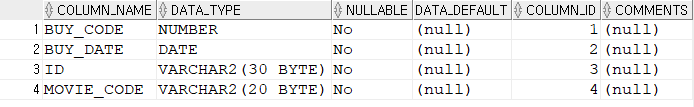 COLUMN_NAME DATA_TYPE NULLABLE DATA_DEFAULT COLUMN_ID COMMENTS
1 BUY_CODE NUMBER No (null) 1 (null)
2 BUY_DATE DATE No (null) 2 (null)
3 ID VARCHAR2(30 BYTE) No (null) 3 (null)
4 MOVIE_CODE VARCHAR2(20 BYTE) No (null) 4 (null)